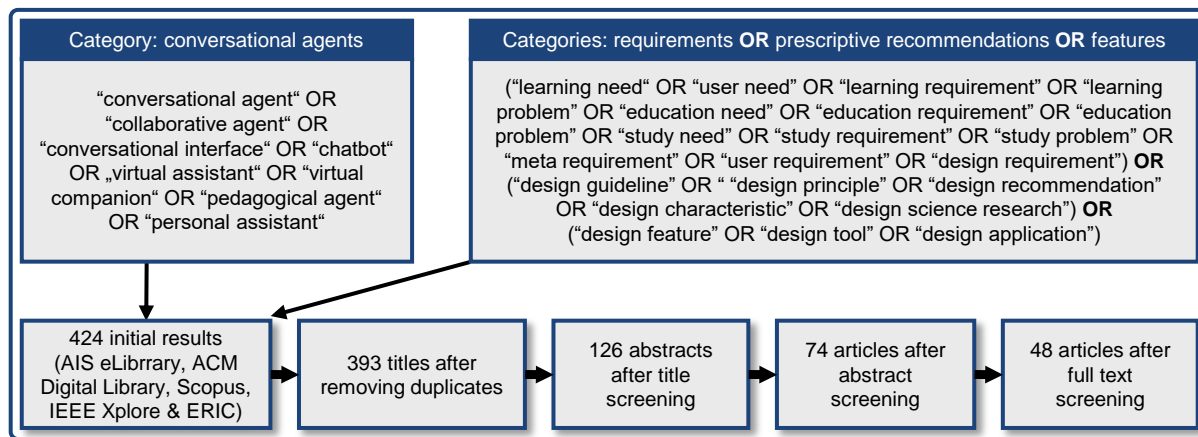 Category: conversational agents
“conversational agent“ OR
“collaborative agent“ OR
“conversational interface“ OR “chatbot“
OR „virtual assistant“ OR “virtual
companion” OR “pedagogical agent“
OR “personal assistant“
Categories: requirements OR prescriptive recommendations OR features
(“learning need“ OR “user need” OR “learning requirement” OR “learning
problem” OR “education need” OR “education requirement” OR “education
problem” OR “study need” OR “study requirement” OR “study problem” OR
“meta requirement” OR “user requirement” OR “design requirement”) OR
(“design guideline” OR “ “design principle” OR “design recommendation”
OR “design characteristic” OR “design science research”) OR
(“design feature” OR “design tool” OR “design application”)
424 initial results
(AIS eLibrrary, ACM
Digital Library, Scopus,
IEEE Xplore & ERIC)
393 titles after
removing duplicates
126 abstracts
after title
screening
74 articles after
abstract
screening
48 articles after
full text
screening